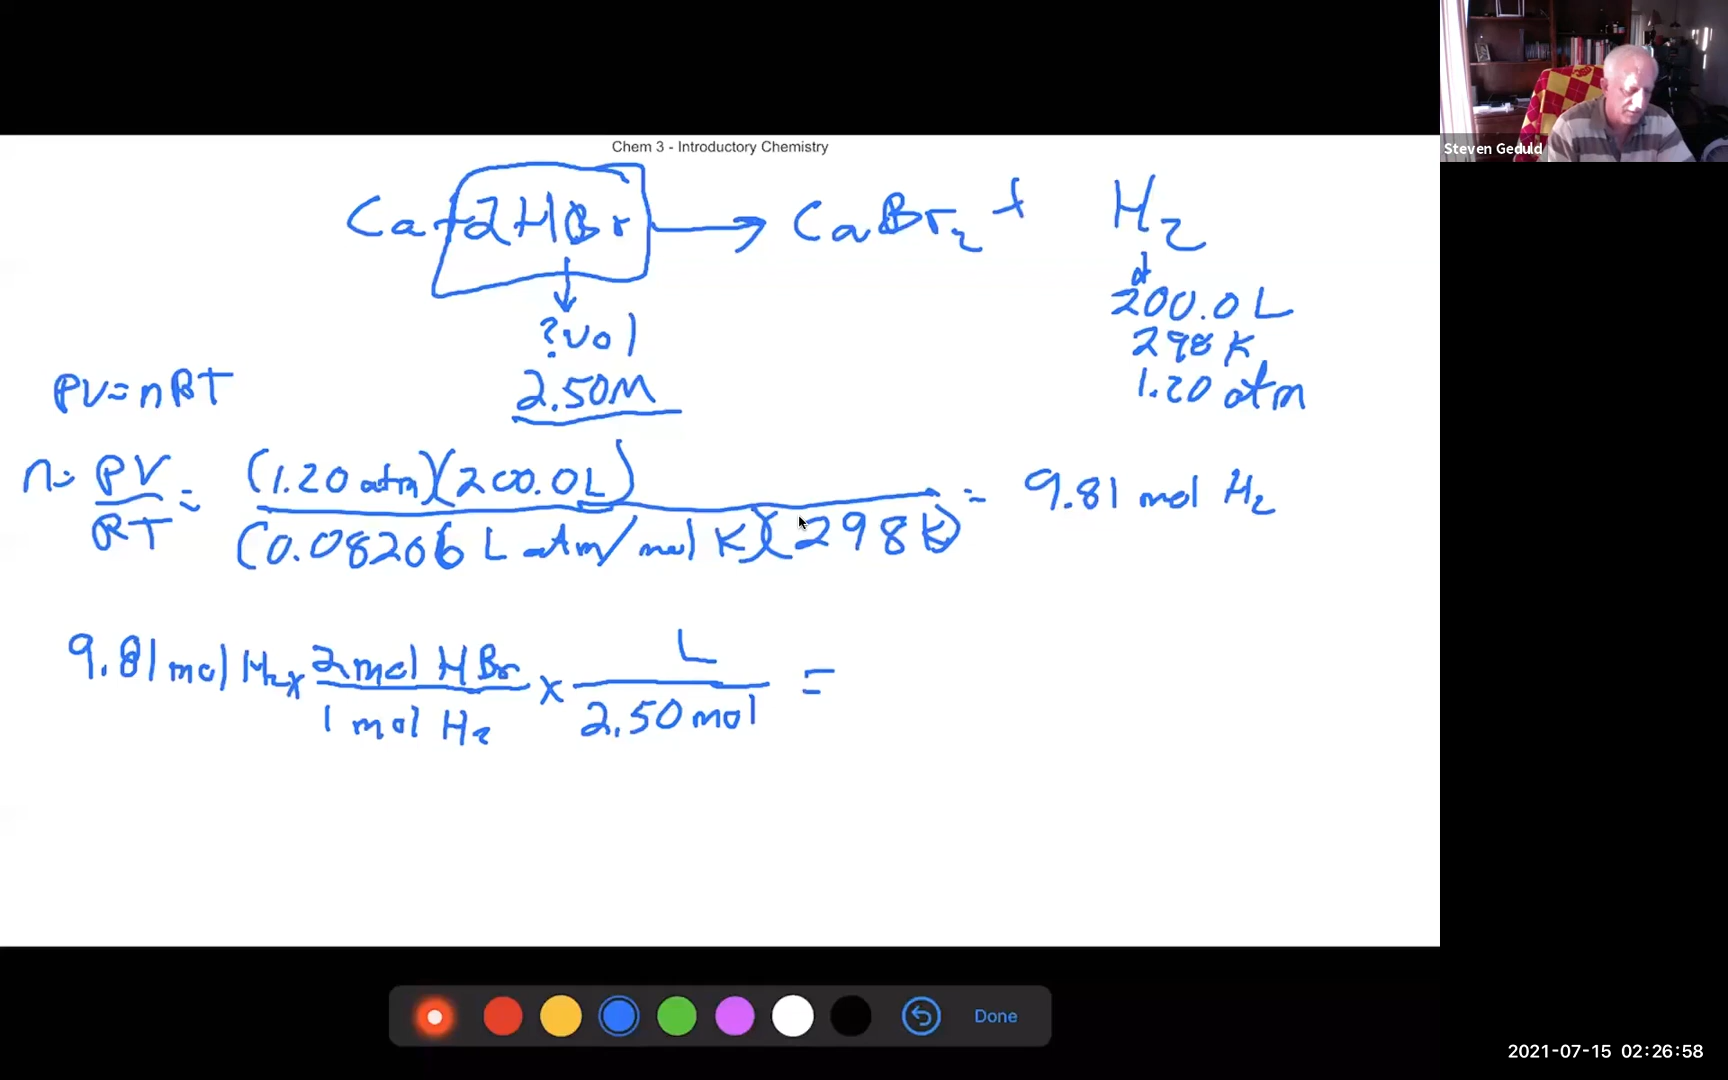 Chem 3 - Introductory Chemistry
Steven Geduld
Ca + 2HBr → CaBr₂ + H₂
?vol
2.50M
200.0 L
298 K
1.20 atm
PV = nRT
n = PV/RT = (1.20 atm)(200.0L) / (0.08206 L atm/mol K)(298 K) = 9.81 mol H₂
9.81 mol H₂ x 2 mol HBr / 1 mol H₂ x L / 2.50 mol =
Done
2021-07-15 02:26:58